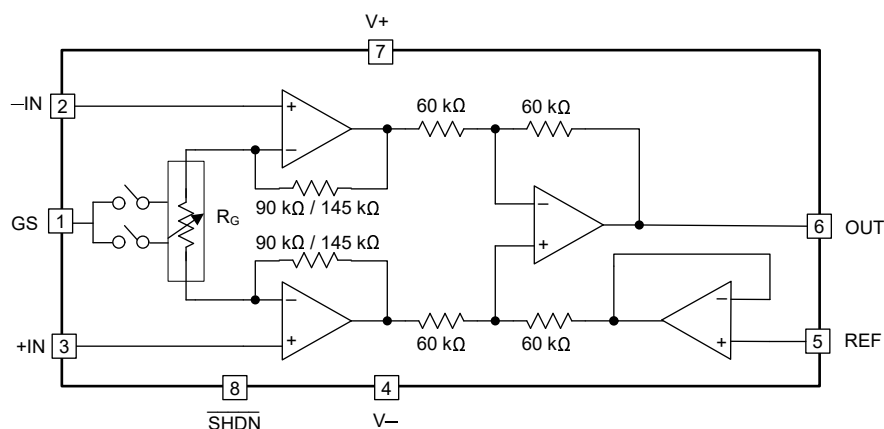 V+
7
–IN
2
60 kΩ
60 kΩ
+
–
90 kΩ / 145 kΩ
GS
1
RG
–
+
6
OUT
90 kΩ / 145 kΩ
–
+
–
+
+IN
3
60 kΩ
60 kΩ
5
REF
8
4
SHDN
V–